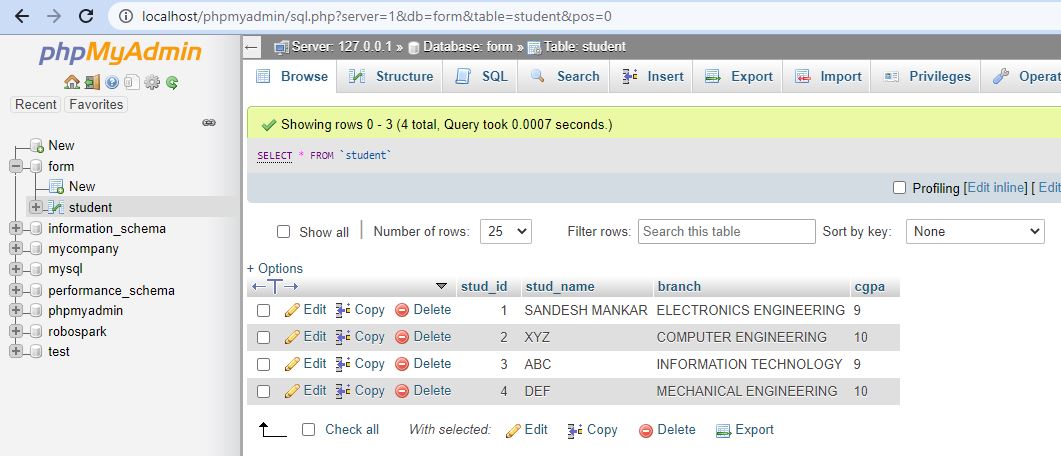 localhost/phpmyadmin/sql.php?server=1&db=form&table=student&pos=0
phpMyAdmin
Recent Favorites
New
form
New
student
information_schema
mycompany
mysql
performance_schema
phpmyadmin
robospark
test
Server: 127.0.0.1 » Database: form » Table: student
Browse Structure SQL Search Insert Export Import Privileges Operat
Showing rows 0 - 3 (4 total, Query took 0.0007 seconds.)
SELECT * FROM `student`
Profiling [Edit inline] [ Edit
Show all | Number of rows: 25 Filter rows: Search this table Sort by key: None
+ Options
←T→ stud_id stud_name branch cgpa
Edit Copy Delete 1 SANDESH MANKAR ELECTRONICS ENGINEERING 9
Edit Copy Delete 2 XYZ COMPUTER ENGINEERING 10
Edit Copy Delete 3 ABC INFORMATION TECHNOLOGY 9
Edit Copy Delete 4 DEF MECHANICAL ENGINEERING 10
Check all With selected: Edit Copy Delete Export